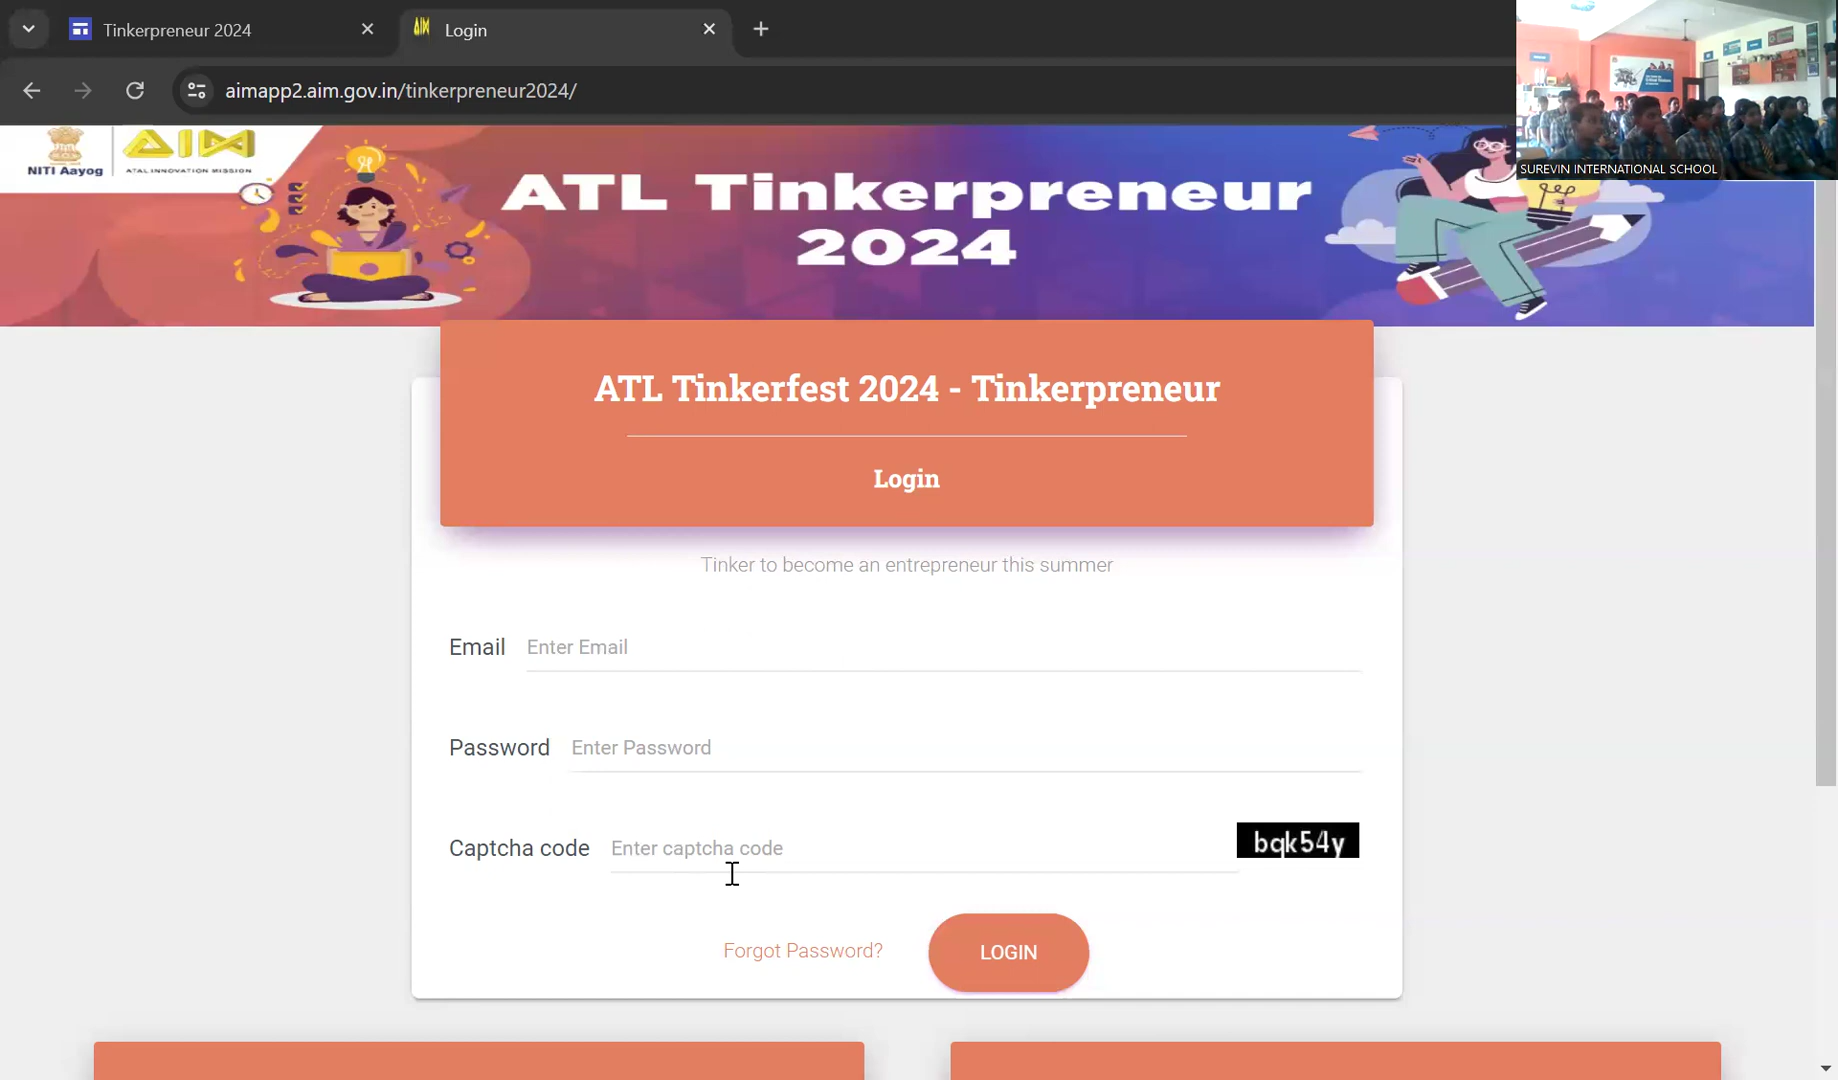 Tinkerpreneur 2024
Login
aimapp2.aim.gov.in/tinkerpreneur2024/
SUREVIN INTERNATIONAL SCHOOL
NITI Aayog
AIM
ATAL INNOVATION MISSION
ATL Tinkerpreneur
2024
ATL Tinkerfest 2024 - Tinkerpreneur
Login
Tinker to become an entrepreneur this summer
Email Enter Email
Password Enter Password
Captcha code Enter captcha code bqk54y
Forgot Password? LOGIN